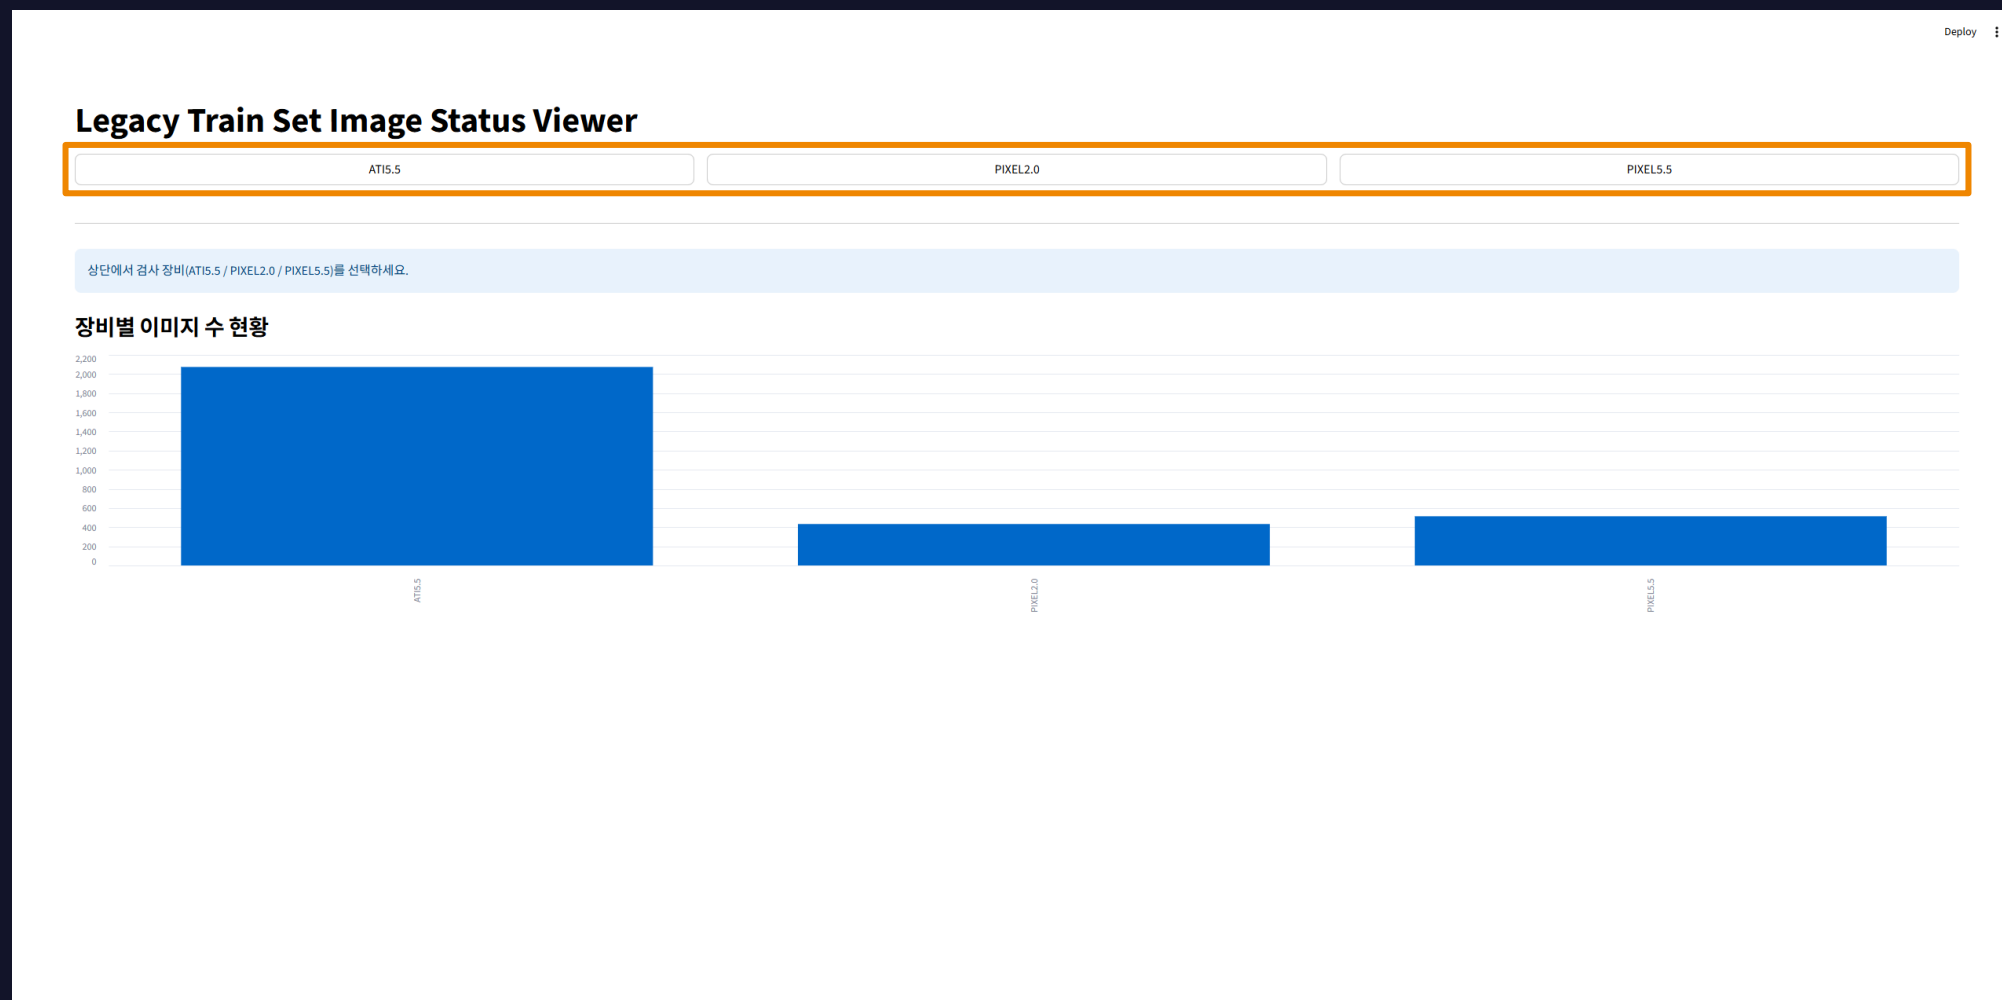 Deploy
Legacy Train Set Image Status Viewer
ATI5.5 PIXEL2.0 PIXEL5.5
상단에서 검사 장비(ATI5.5 / PIXEL2.0 / PIXEL5.5)를 선택하세요.
장비별 이미지 수 현황
2,200
2,000
1,800
1,600
1,400
1,200
1,000
800
600
400
200
0
ATI5.5 PIXEL2.0 PIXEL5.5